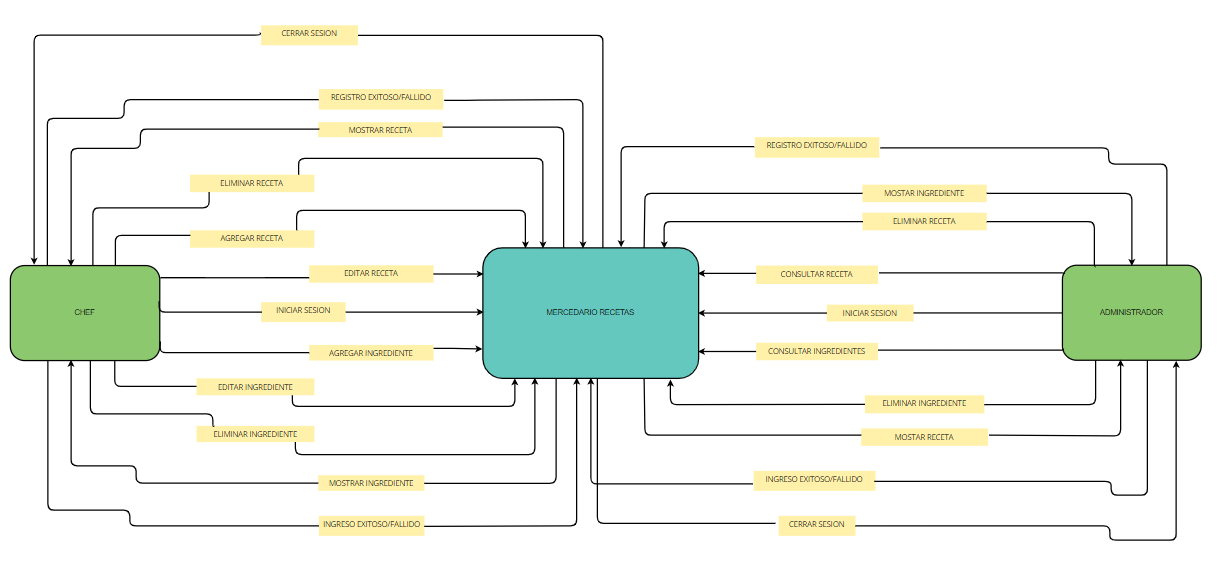 CERRAR SESION
REGISTRO EXITOSO/FALLIDO
MOSTRAR RECETA
REGISTRO EXITOSO/FALLIDO
ELIMINAR RECETA
MOSTAR INGREDIENTE
ELIMINAR RECETA
AGREGAR RECETA
EDITAR RECETA
CONSULTAR RECETA
CHEF
INICIAR SESION
MERCEDARIO RECETAS
INICIAR SESION
ADMINISTRADOR
AGREGAR INGREDIENTE
CONSULTAR INGREDIENTES
EDITAR INGREDIENTE
ELIMINAR INGREDIENTE
ELIMINAR INGREDIENTE
MOSTAR RECETA
MOSTRAR INGREDIENTE
INGRESO EXITOSO/FALLIDO
INGRESO EXITOSO/FALLIDO
CERRAR SESION